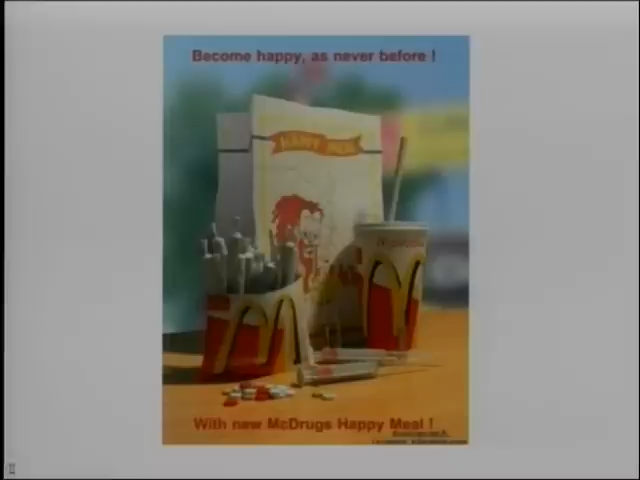 Become happy, as never before !
HAPPY MEAL
With new McDrugs Happy Meal !